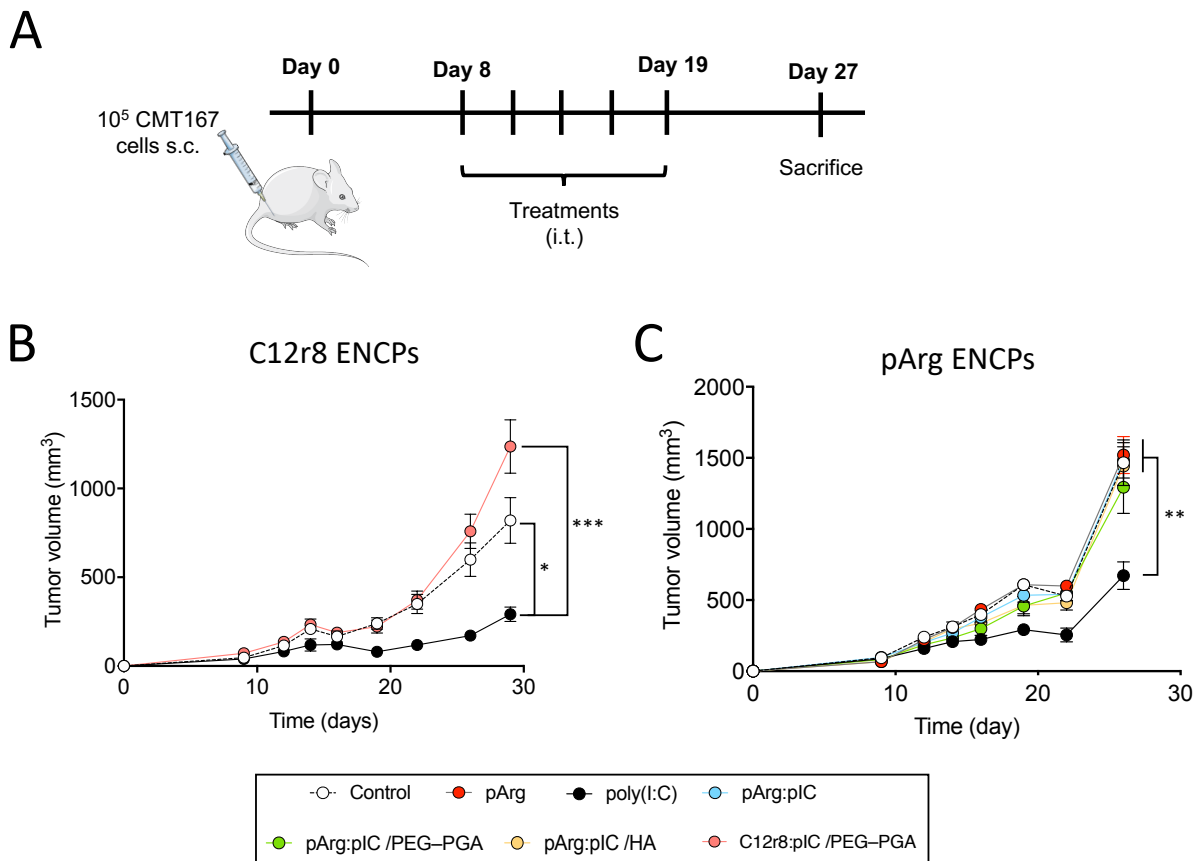 A
Day 0
Day 8
Day 19
Day 27
10⁵ CMT167
cells s.c.
Sacrifice
Treatments
(i.t.)
B
C12r8 ENCPs
Tumor volume (mm³)
1500
1000
500
0
0 10 20 30
Time (days)
*
***
C
pArg ENCPs
Tumor volume (mm³)
2000
1500
1000
500
0
0 10 20 30
Time (day)
**
Control pArg poly(I:C) pArg:pIC
pArg:pIC /PEG–PGA pArg:pIC /HA C12r8:pIC /PEG–PGA